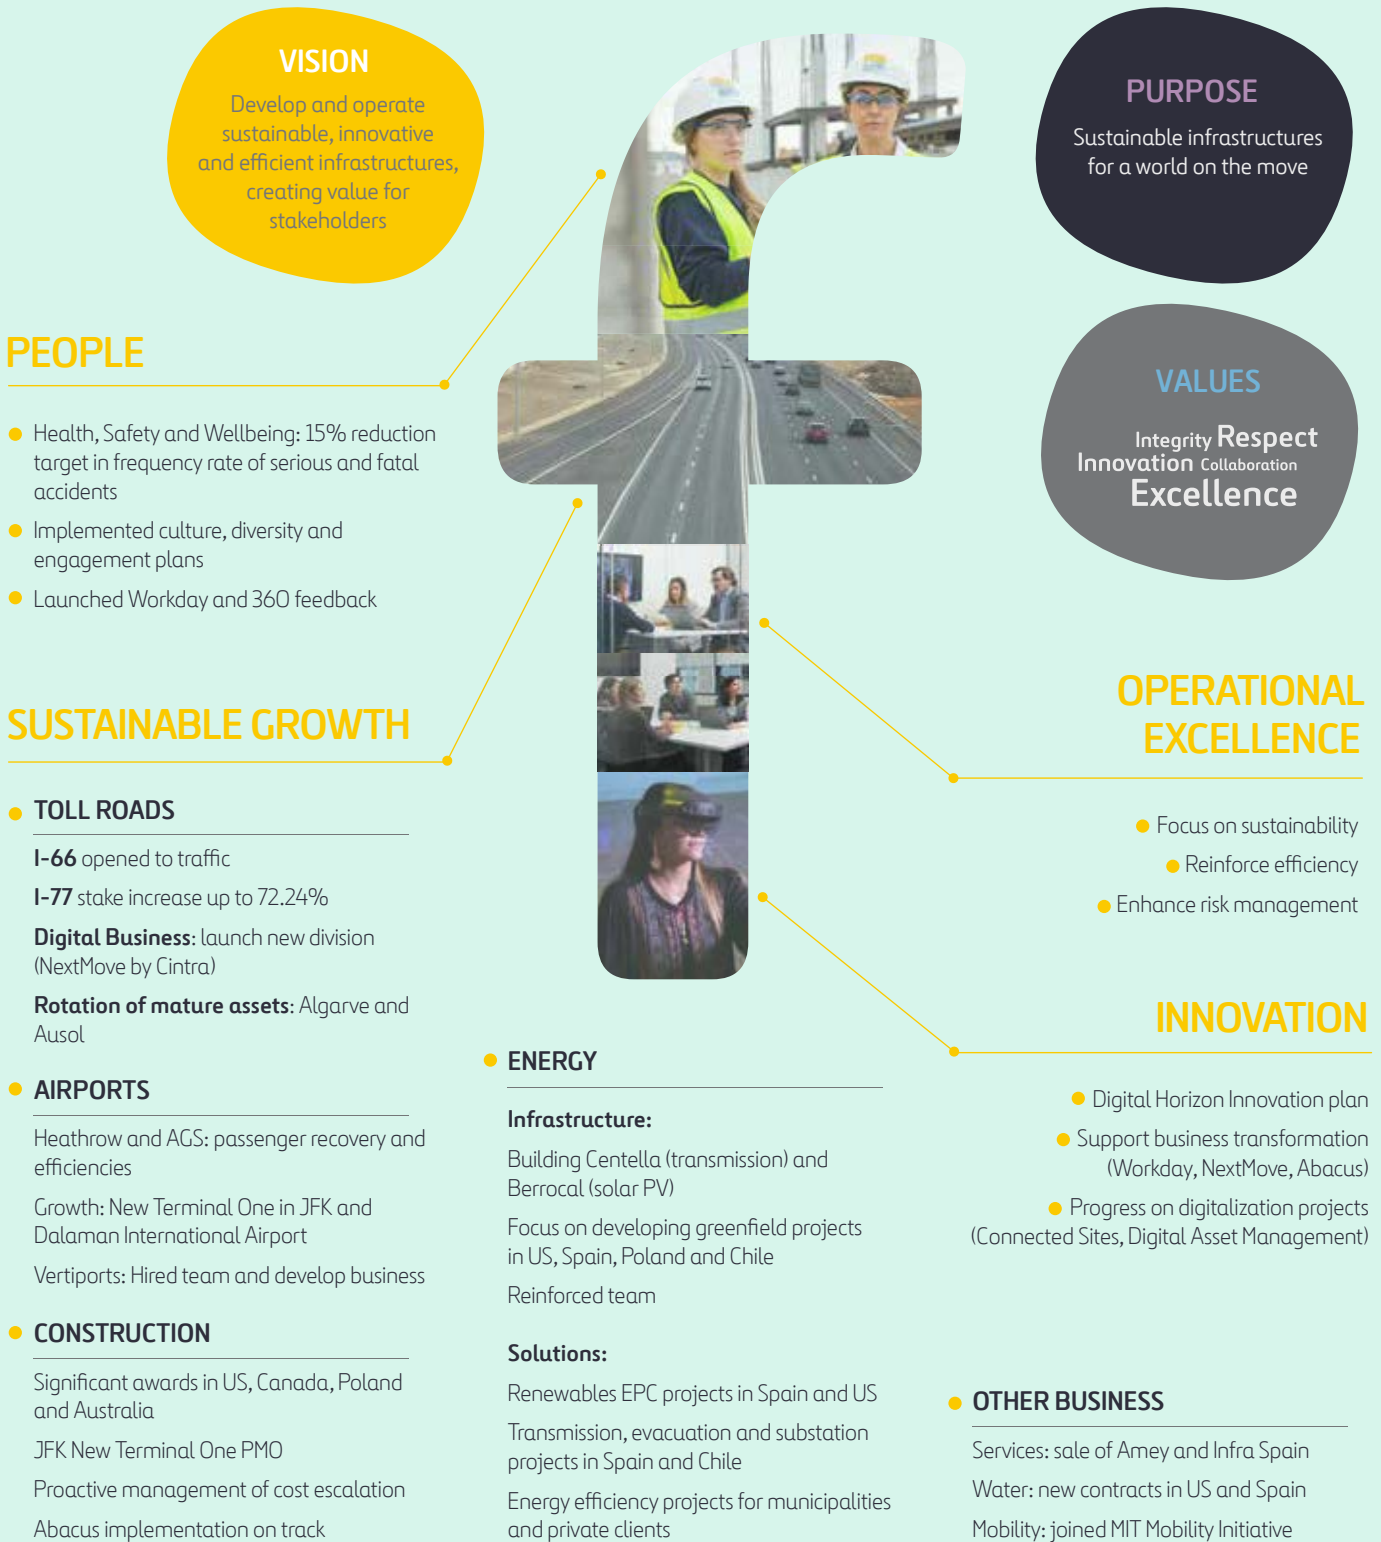 VISION
Develop and operate
sustainable, innovative
and efficient infrastructures,
creating value for
stakeholders
PURPOSE
Sustainable infrastructures
for a world on the move
VALUES
Integrity Respect
Innovation Collaboration
Excellence
PEOPLE
Health, Safety and Wellbeing: 15% reduction
target in frequency rate of serious and fatal
accidents
Implemented culture, diversity and
engagement plans
Launched Workday and 360 feedback
SUSTAINABLE GROWTH
TOLL ROADS
I-66 opened to traffic
I-77 stake increase up to 72.24%
Digital Business: launch new division
(NextMove by Cintra)
Rotation of mature assets: Algarve and
Ausol
AIRPORTS
Heathrow and AGS: passenger recovery and
efficiencies
Growth: New Terminal One in JFK and
Dalaman International Airport
Vertiports: Hired team and develop business
CONSTRUCTION
Significant awards in US, Canada, Poland
and Australia
JFK New Terminal One PMO
Proactive management of cost escalation
Abacus implementation on track
ENERGY
Infrastructure:
Building Centella (transmission) and
Berrocal (solar PV)
Focus on developing greenfield projects
in US, Spain, Poland and Chile
Reinforced team
Solutions:
Renewables EPC projects in Spain and US
Transmission, evacuation and substation
projects in Spain and Chile
Energy efficiency projects for municipalities
and private clients
OPERATIONAL
EXCELLENCE
Focus on sustainability
Reinforce efficiency
Enhance risk management
INNOVATION
Digital Horizon Innovation plan
Support business transformation
(Workday, NextMove, Abacus)
Progress on digitalization projects
(Connected Sites, Digital Asset Management)
OTHER BUSINESS
Services: sale of Amey and Infra Spain
Water: new contracts in US and Spain
Mobility: joined MIT Mobility Initiative